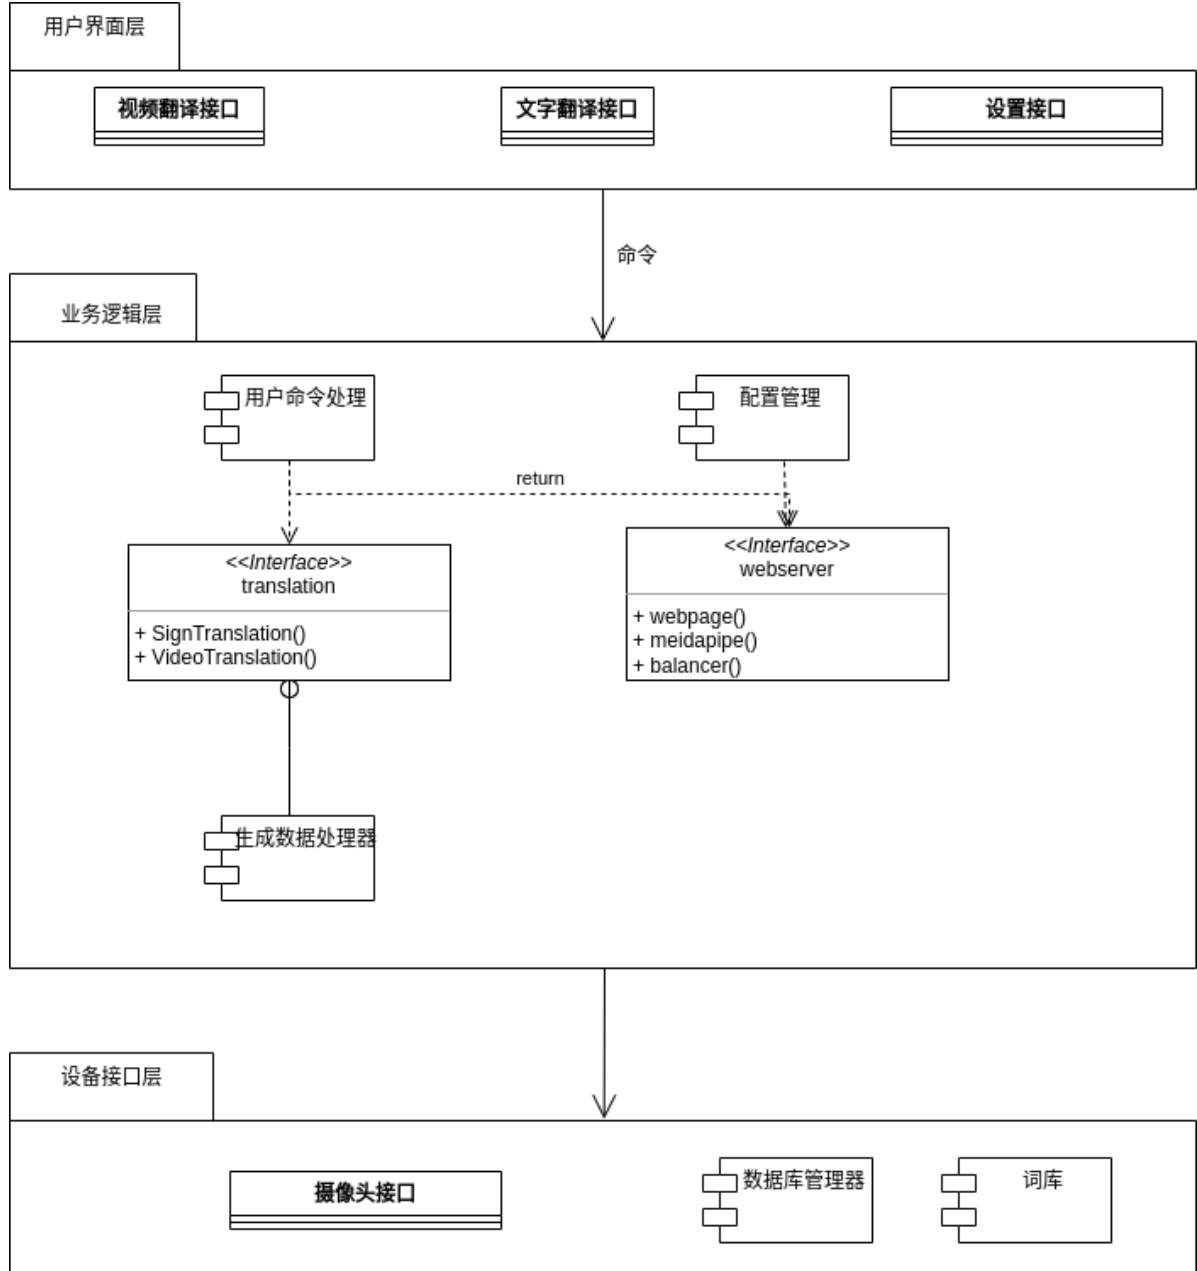 用户界面层
视频翻译接口
文字翻译接口
设置接口
命令
业务逻辑层
用户命令处理
配置管理
return
<<Interface>>
translation
+ SignTranslation()
+ VideoTranslation()
<<Interface>>
webserver
+ webpage()
+ meidapipe()
+ balancer()
生成数据处理器
设备接口层
摄像头接口
数据库管理器
词库